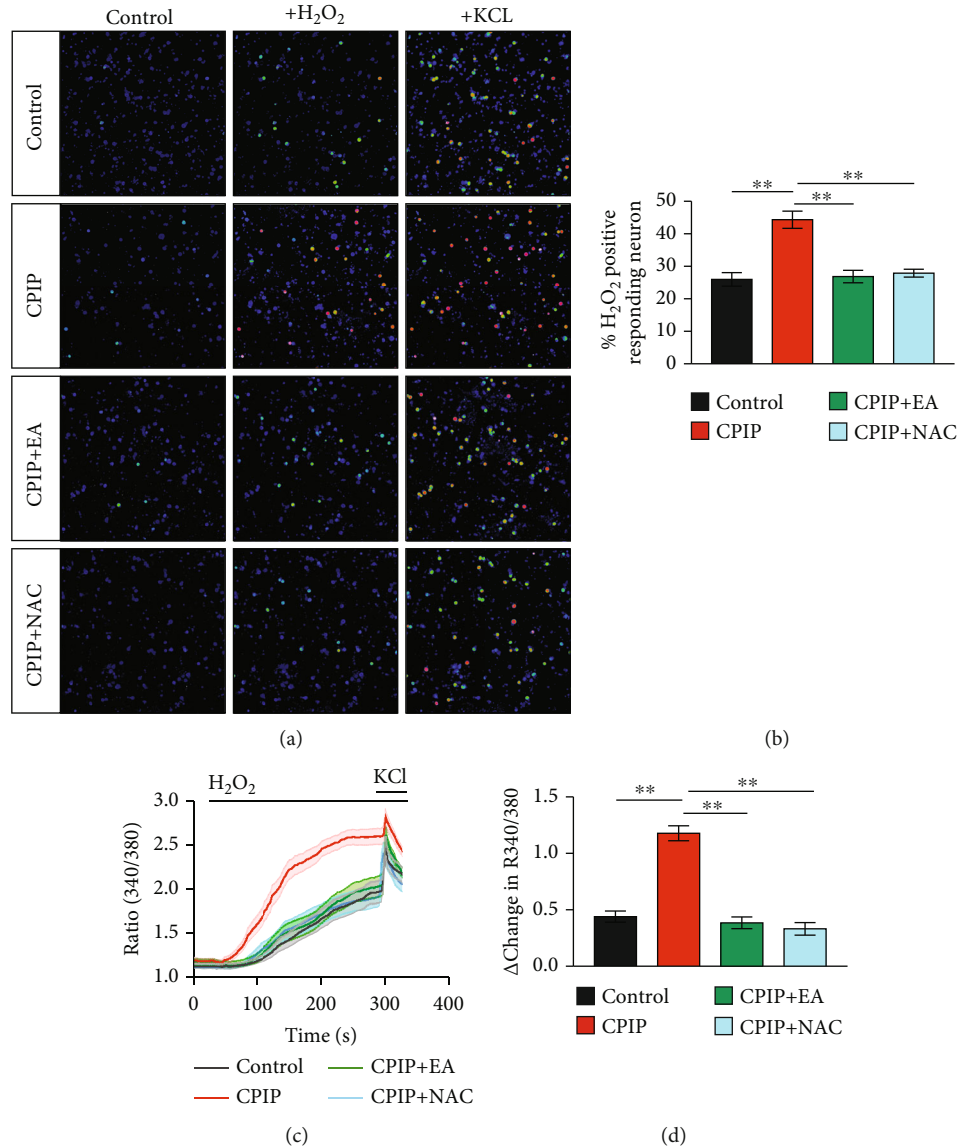 Control
+H₂O₂
+KCL
Control
CPIP
CPIP+EA
CPIP+NAC
(a)
**
**
**
50
40
30
20
10
0
% H₂O₂ positive
responding neuron
Control
CPIP+EA
CPIP
CPIP+NAC
(b)
H₂O₂
KCl
3.0
2.5
2.0
1.5
1.0
Ratio (340/380)
0
100
200
300
400
Time (s)
Control
CPIP+EA
CPIP
CPIP+NAC
(c)
**
**
**
1.5
1.0
0.5
0.0
ΔChange in R340/380
Control
CPIP+EA
CPIP
CPIP+NAC
(d)